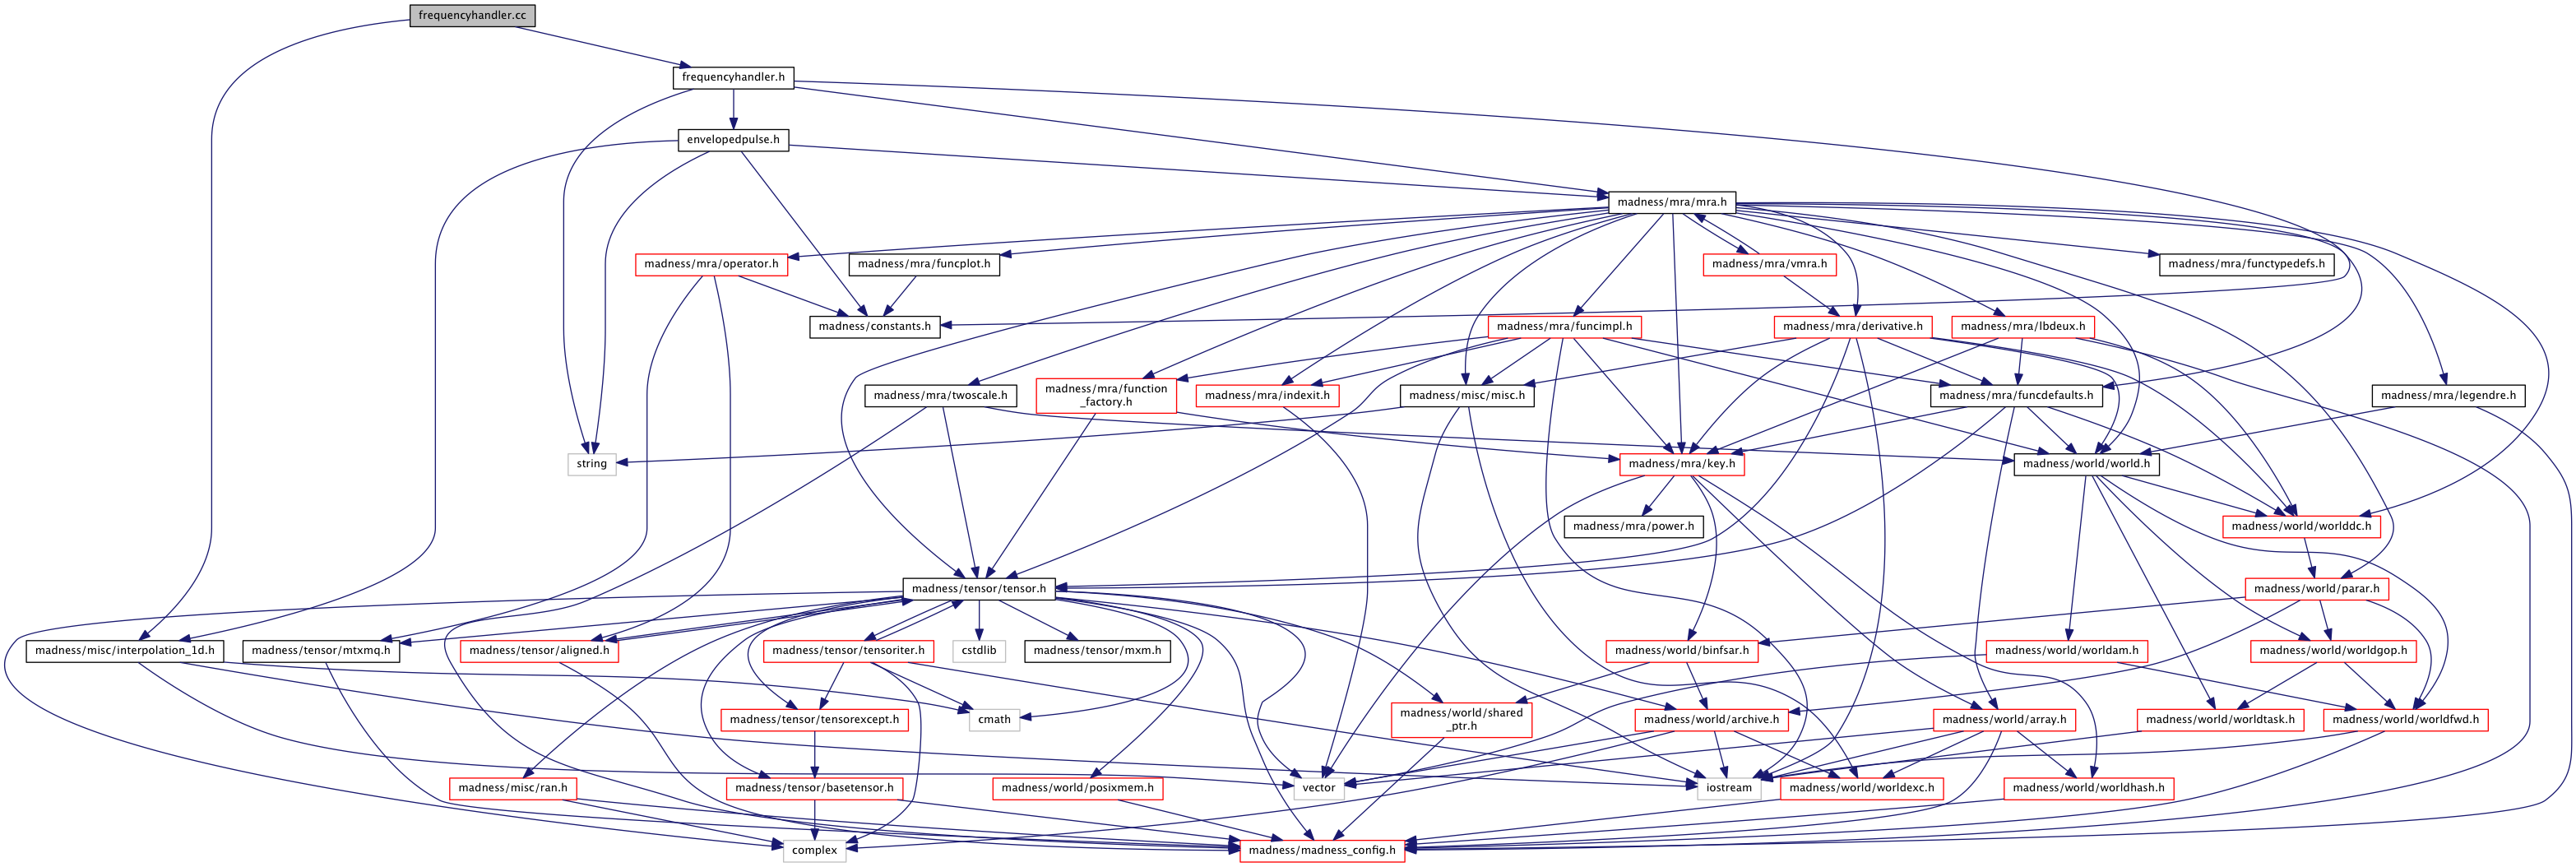 frequencyhandler.cc
frequencyhandler.h
envelopedpulse.h
madness/mra/mra.h
madness/mra/operator.h
madness/mra/funcplot.h
madness/mra/vmra.h
madness/mra/functypedefs.h
madness/constants.h
madness/mra/funcimpl.h
madness/mra/derivative.h
madness/mra/lbdeux.h
madness/mra/twoscale.h
madness/mra/function
_factory.h
madness/mra/indexit.h
madness/misc/misc.h
madness/mra/funcdefaults.h
madness/mra/legendre.h
string
madness/mra/key.h
madness/world/world.h
madness/mra/power.h
madness/world/worlddc.h
madness/tensor/tensor.h
madness/world/parar.h
madness/misc/interpolation_1d.h
madness/tensor/mtxmq.h
madness/tensor/aligned.h
madness/tensor/tensoriter.h
cstdlib
madness/tensor/mxm.h
madness/world/binfsar.h
madness/world/worldam.h
madness/world/worldgop.h
madness/tensor/tensorexcept.h
cmath
madness/world/shared
_ptr.h
madness/world/archive.h
madness/world/array.h
madness/world/worldtask.h
madness/world/worldfwd.h
madness/misc/ran.h
madness/tensor/basetensor.h
madness/world/posixmem.h
vector
iostream
madness/world/worldexc.h
madness/world/worldhash.h
complex
madness/madness_config.h